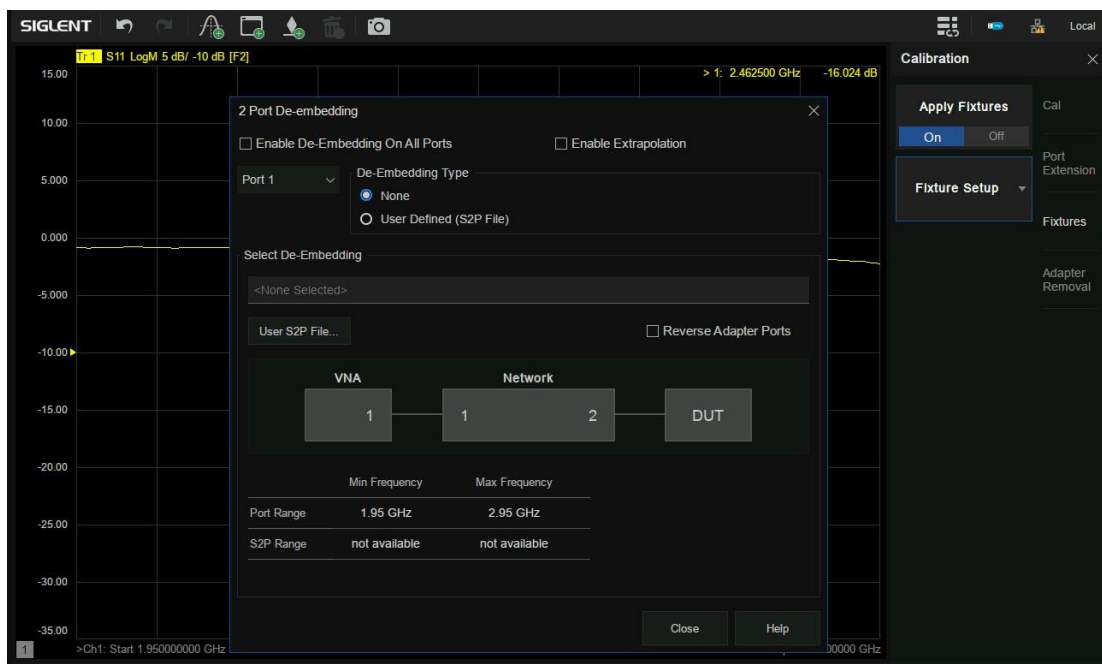 SIGLENT Local
Tr 1 S11 LogM 5 dB/ -10 dB [F2]
> 1: 2.462500 GHz -16.024 dB
15.00
10.00
5.000
0.000
-5.000
-10.00
-15.00
-20.00
-25.00
-30.00
-35.00
2 Port De-embedding
Enable De-Embedding On All Ports Enable Extrapolation
Port 1
De-Embedding Type
None
User Defined (S2P File)
Select De-Embedding
<None Selected>
User S2P File... Reverse Adapter Ports
VNA Network
1 1 2 DUT
Min Frequency Max Frequency
Port Range 1.95 GHz 2.95 GHz
S2P Range not available not available
Close Help
1 >Ch1: Start 1.950000000 GHz
Calibration
Apply Fixtures
On Off
Fixture Setup
Cal
Port
Extension
Fixtures
Adapter
Removal